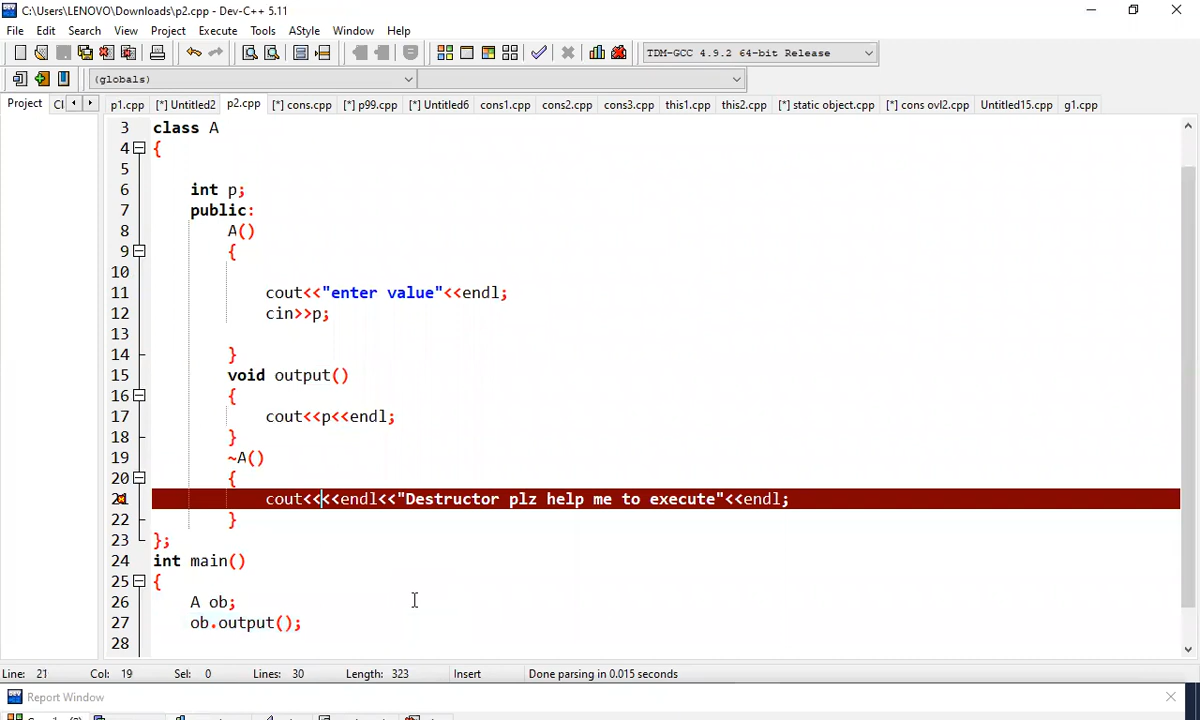 C:\Users\LENOVO\Downloads\p2.cpp - Dev-C++ 5.11
File Edit Search View Project Execute Tools AStyle Window Help
TDM-GCC 4.9.2 64-bit Release
(globals)
Project Cl p1.cpp [*] Untitled2 p2.cpp [*] cons.cpp [*] p99.cpp [*] Untitled6 cons1.cpp cons2.cpp cons3.cpp this1.cpp this2.cpp [*] static object.cpp [*] cons ovl2.cpp Untitled15.cpp g1.cpp
3 class A
4 {
5
6 int p;
7 public:
8 A()
9 {
10
11 cout<<"enter value"<<endl;
12 cin>>p;
13
14 }
15 void output()
16 {
17 cout<<p<<endl;
18 }
19 ~A()
20 {
21 cout<<<<endl<<"Destructor plz help me to execute"<<endl;
22 }
23 };
24 int main()
25 {
26 A ob;
27 ob.output();
28
Line: 21 Col: 19 Sel: 0 Lines: 30 Length: 323 Insert Done parsing in 0.015 seconds
Report Window